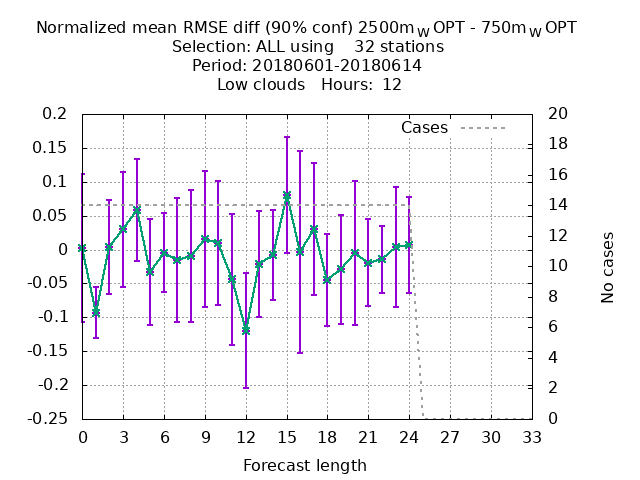 Normalized mean RMSE diff (90% conf) 2500m_W OPT - 750m_W OPT
Selection: ALL using    32 stations
Period: 20180601-20180614
Low clouds   Hours:  12
Cases
0.2
0.15
0.1
0.05
0
-0.05
-0.1
-0.15
-0.2
-0.25
20
18
16
14
12
10
8
6
4
2
0
No cases
0 3 6 9 12 15 18 21 24 27 30 33
Forecast length